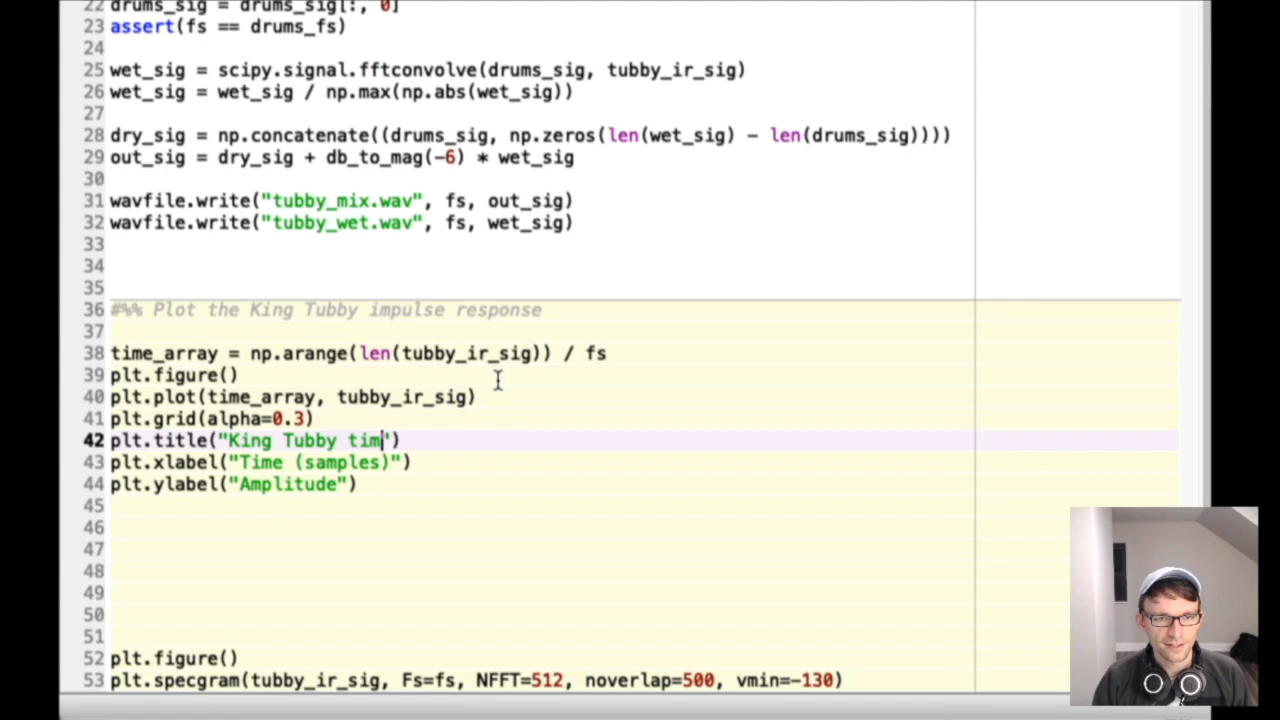 22 drums_sig = drums_sig[:, 0]
23 assert(fs == drums_fs)
24
25 wet_sig = scipy.signal.fftconvolve(drums_sig, tubby_ir_sig)
26 wet_sig = wet_sig / np.max(np.abs(wet_sig))
27
28 dry_sig = np.concatenate((drums_sig, np.zeros(len(wet_sig) - len(drums_sig))))
29 out_sig = dry_sig + db_to_mag(-6) * wet_sig
30
31 wavfile.write("tubby_mix.wav", fs, out_sig)
32 wavfile.write("tubby_wet.wav", fs, wet_sig)
33
34
35
36 #%% Plot the King Tubby impulse response
37
38 time_array = np.arange(len(tubby_ir_sig)) / fs
39 plt.figure()
40 plt.plot(time_array, tubby_ir_sig)
41 plt.grid(alpha=0.3)
42 plt.title("King Tubby tim")
43 plt.xlabel("Time (samples)")
44 plt.ylabel("Amplitude")
45
46
47
48
49
50
51
52 plt.figure()
53 plt.specgram(tubby_ir_sig, Fs=fs, NFFT=512, noverlap=500, vmin=-130)